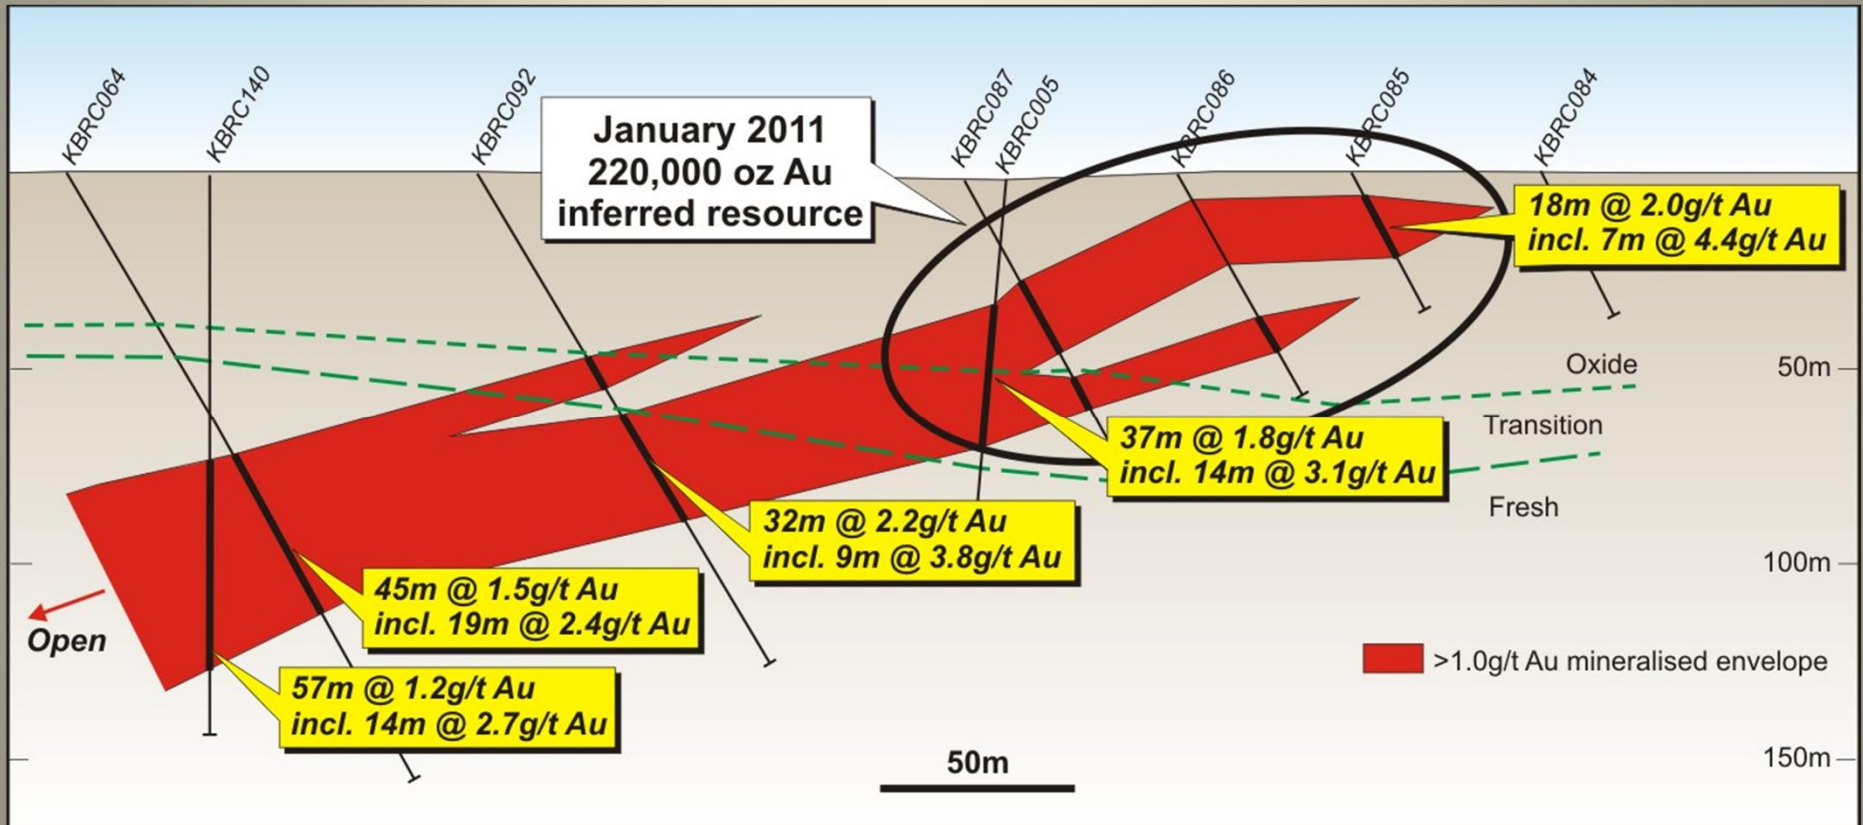 KBRC064
KBRC140
KBRC092
KBRC087
KBRC005
KBRC086
KBRC085
KBRC084
January 2011
220,000 oz Au
inferred resource
18m @ 2.0g/t Au
incl. 7m @ 4.4g/t Au
Oxide
50m
Transition
37m @ 1.8g/t Au
incl. 14m @ 3.1g/t Au
Fresh
32m @ 2.2g/t Au
incl. 9m @ 3.8g/t Au
100m
45m @ 1.5g/t Au
incl. 19m @ 2.4g/t Au
Open
>1.0g/t Au mineralised envelope
57m @ 1.2g/t Au
incl. 14m @ 2.7g/t Au
50m
150m